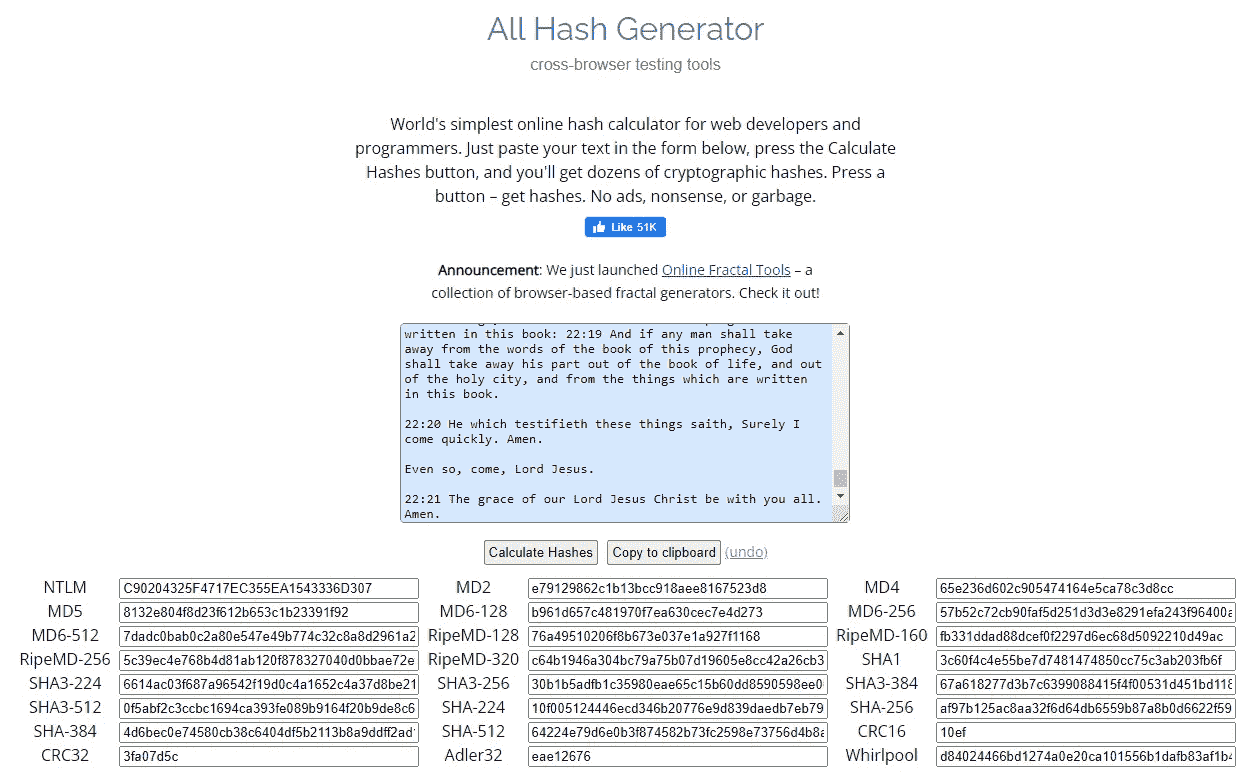 All Hash Generator
cross-browser testing tools
World's simplest online hash calculator for web developers and
programmers. Just paste your text in the form below, press the Calculate
Hashes button, and you'll get dozens of cryptographic hashes. Press a
button – get hashes. No ads, nonsense, or garbage.
Like 51K
Announcement: We just launched Online Fractal Tools – a
collection of browser-based fractal generators. Check it out!
written in this book: 22:19 And if any man shall take
away from the words of the book of this prophecy, God
shall take away his part out of the book of life, and out
of the holy city, and from the things which are written
in this book.
22:20 He which testifieth these things saith, Surely I
come quickly. Amen.
Even so, come, Lord Jesus.
22:21 The grace of our Lord Jesus Christ be with you all.
Amen.
Calculate Hashes Copy to clipboard (undo)
NTLM C90204325F4717EC355EA1543336D307 MD2 e79129862c1b13bcc918aee8167523d8 MD4 65e236d602c905474164e5ca78c3d8cc
MD5 8132e804f8d23f612b653c1b23391f92 MD6-128 b961d657c481970f7ea630cec7e4d273 MD6-256 57b52c72cb90faf5d251d3d3e8291efa243f96400a
MD6-512 7dadc0bab0c2a80e547e49b774c32c8a8d2961a2 RipeMD-128 76a49510206f8b673e037e1a927f1168 RipeMD-160 fb331ddad88dcef0f2297d6ec68d5092210d49ac
RipeMD-256 5c39ec4e768b4d81ab120f878327040d0bbae72e RipeMD-320 c64b1946a304bc79a75b07d19605e8cc42a26cb3 SHA1 3c60f4c4e55be7d7481474850cc75c3ab203fb6f
SHA3-224 6614ac03f687a96542f19d0c4a1652c4a37d8be21 SHA3-256 30b1b5adfb1c35980eae65c15b60dd8590598ee0 SHA3-384 67a618277d3b7c6399088415f4f00531d451bd118
SHA3-512 0f5abf2c3ccbc1694ca393fe089b9164f20b9de8c6 SHA-224 10f005124446ecd346b20776e9d839daedb7eb79 SHA-256 af97b125ac8aa32f6d64db6559b87a8b0d6622f59
SHA-384 4d6bec0e74580cb38c6404df5b2113b8a9ddff2ad SHA-512 64224e79d6e0b3f874582b73fc2598e73756d4b8 CRC16 10ef
CRC32 3fa07d5c Adler32 eae12676 Whirlpool d84024466bd1274a0e20ca101556b1dafb83af1b4